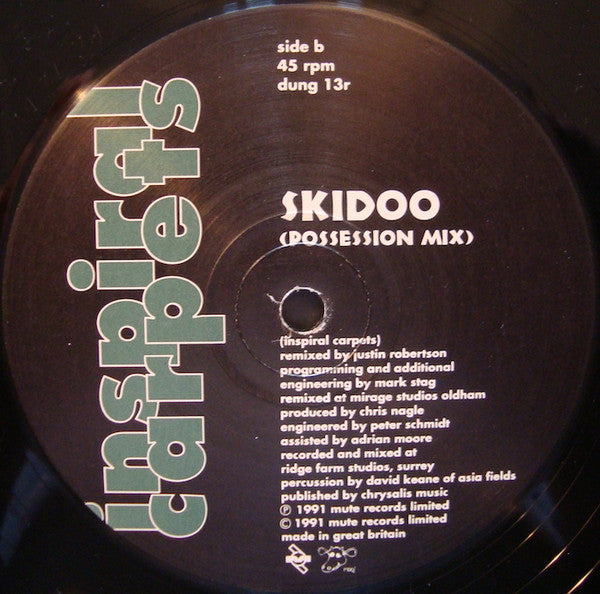 inspiral
carpets
side b
45 rpm
dung 13r
SKIDOO
(POSSESSION MIX)
(inspiral carpets)
remixed by justin robertson
programming and additional
engineering by mark stag
remixed at mirage studios oldham
produced by chris nagle
engineered by peter schmidt
assisted by adrian moore
recorded and mixed at
ridge farm studios, surrey
percussion by david keane of asia fields
published by chrysalis music
℗ 1991 mute records limited
© 1991 mute records limited
made in great britain